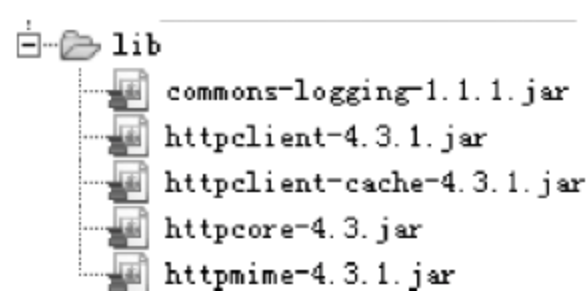 lib
commons-logging-1.1.1.jar
httpclient-4.3.1.jar
httpclient-cache-4.3.1.jar
httpcore-4.3.jar
httpmime-4.3.1.jar